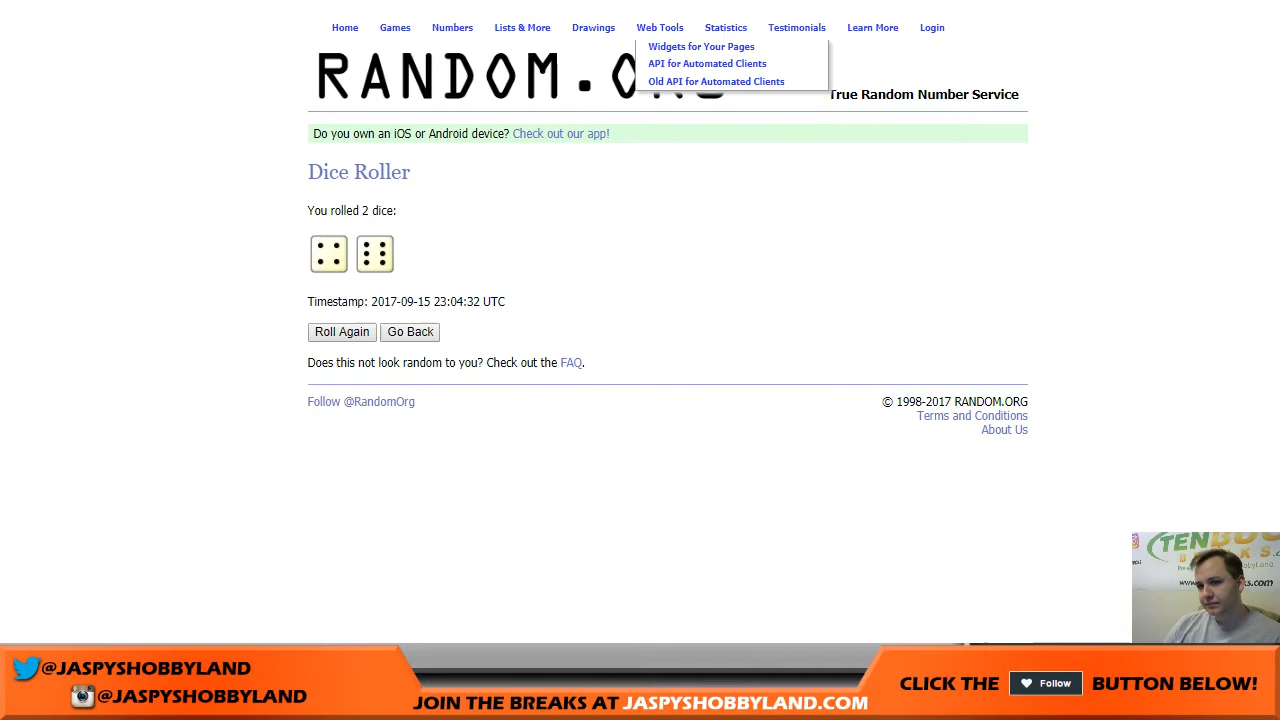 Home Games Numbers Lists & More Drawings Web Tools Statistics Testimonials Learn More Login
Widgets for Your Pages
API for Automated Clients
Old API for Automated Clients
RANDOM.ORG
True Random Number Service
Do you own an iOS or Android device? Check out our app!
Dice Roller
You rolled 2 dice:
Timestamp: 2017-09-15 23:04:32 UTC
Roll Again Go Back
Does this not look random to you? Check out the FAQ.
Follow @RandomOrg
© 1998-2017 RANDOM.ORG
Terms and Conditions
About Us
@JASPYSHOBBYLAND
@JASPYSHOBBYLAND
JOIN THE BREAKS AT JASPYSHOBBYLAND.COM
CLICK THE Follow BUTTON BELOW!